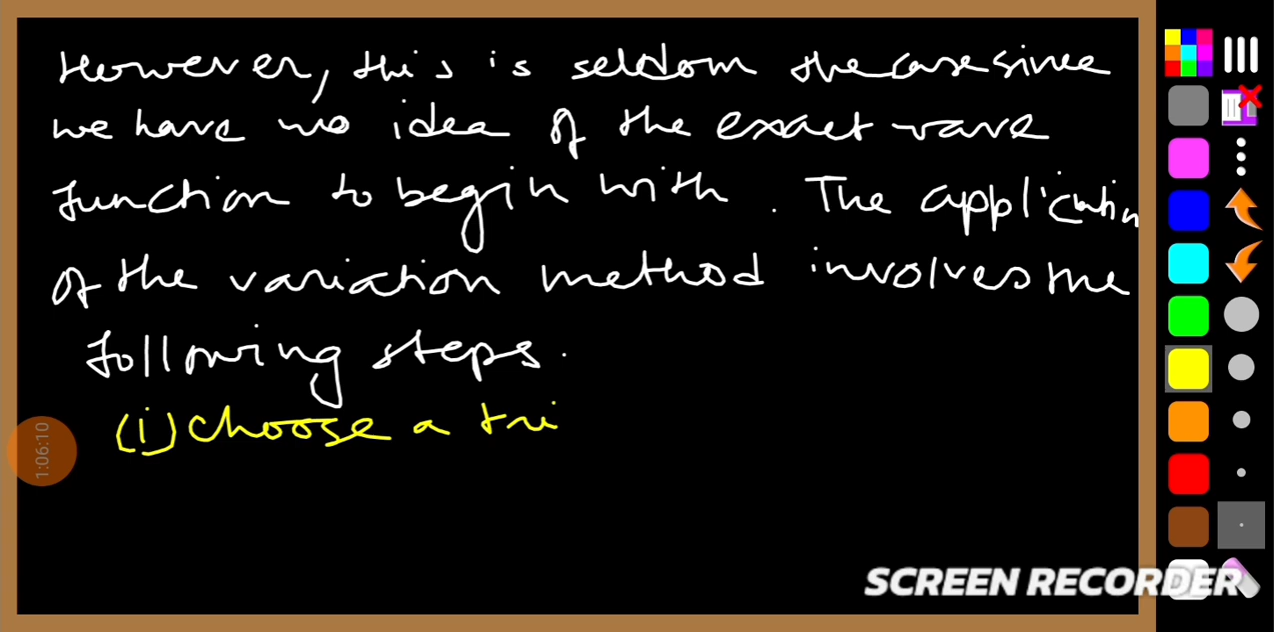 However, this is seldom the case since
we have no idea of the exact wave
function to begin with. The application
of the variation method involves the
following steps.
(i) choose a tri
1:06:10
SCREEN RECORDER